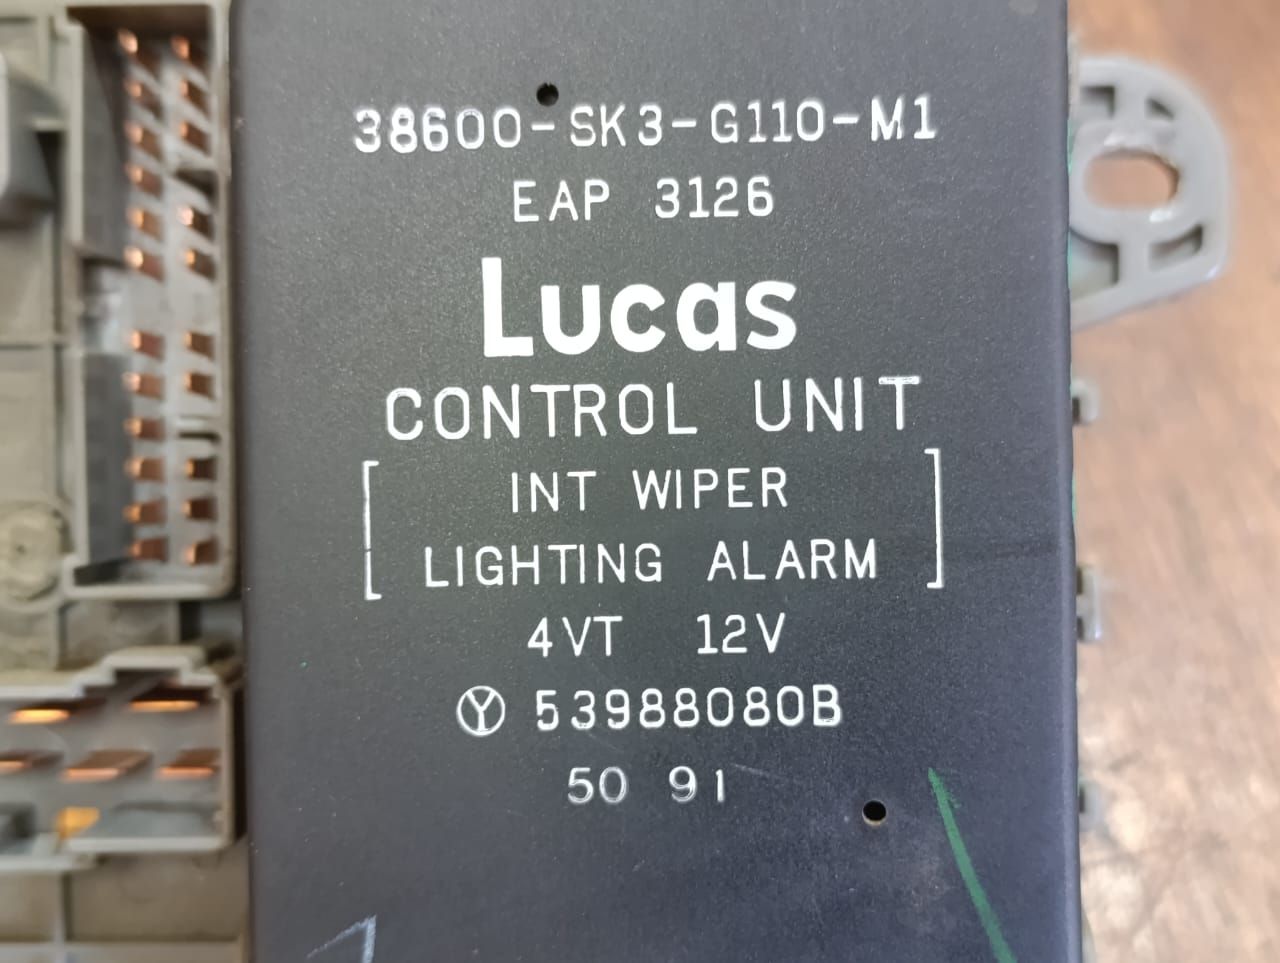 38600-SK3-G110-M1
EAP 3126
Lucas
CONTROL UNIT
[ INT WIPER
LIGHTING ALARM ]
4VT 12V
Ⓨ 53988080B
50 91